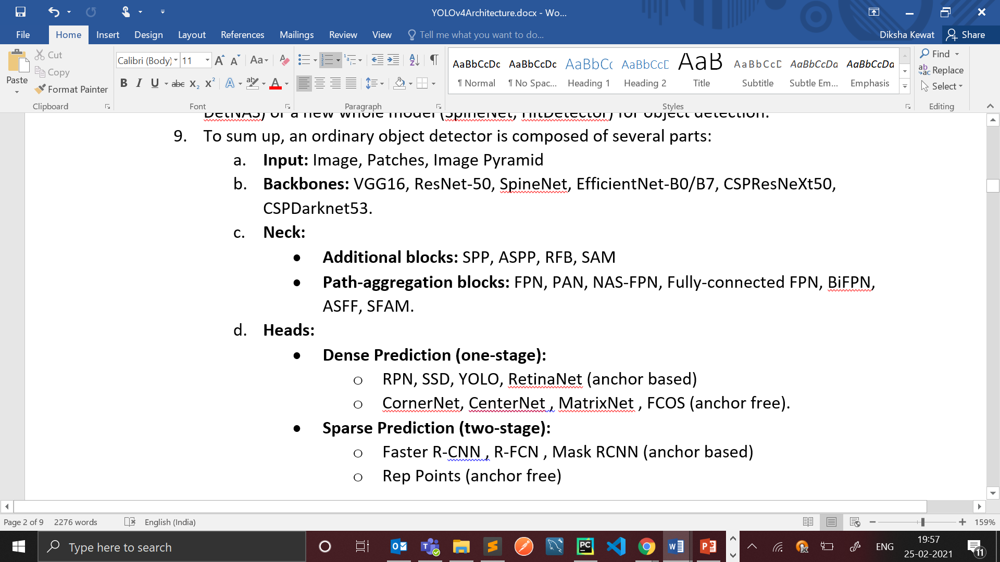 YOLOv4Architecture.docx - Wo...
File Home Insert Design Layout References Mailings Review View Tell me what you want to do... Diksha Kewat Share
Paste
Cut
Copy
Format Painter
Clipboard
Calibri (Body) 11
Font
Paragraph
AaBbCcDc AaBbCcDc AaBbCc AaBbCcD AaB AaBbCcD AaBbCcDd AaBbCcDd
¶ Normal ¶ No Spac... Heading 1 Heading 2 Title Subtitle Subtle Em... Emphasis
Styles
Find
Replace
Select
Editing
DetNAS) or a new whole model (SpineNet, HitDetector) for object detection.
9. To sum up, an ordinary object detector is composed of several parts:
a. Input: Image, Patches, Image Pyramid
b. Backbones: VGG16, ResNet-50, SpineNet, EfficientNet-B0/B7, CSPResNeXt50,
CSPDarknet53.
c. Neck:
• Additional blocks: SPP, ASPP, RFB, SAM
• Path-aggregation blocks: FPN, PAN, NAS-FPN, Fully-connected FPN, BiFPN,
ASFF, SFAM.
d. Heads:
• Dense Prediction (one-stage):
o RPN, SSD, YOLO, RetinaNet (anchor based)
o CornerNet, CenterNet , MatrixNet , FCOS (anchor free).
• Sparse Prediction (two-stage):
o Faster R-CNN , R-FCN , Mask RCNN (anchor based)
o Rep Points (anchor free)
Page 2 of 9 2276 words English (India) 159%
Type here to search ENG 19:57
25-02-2021 11